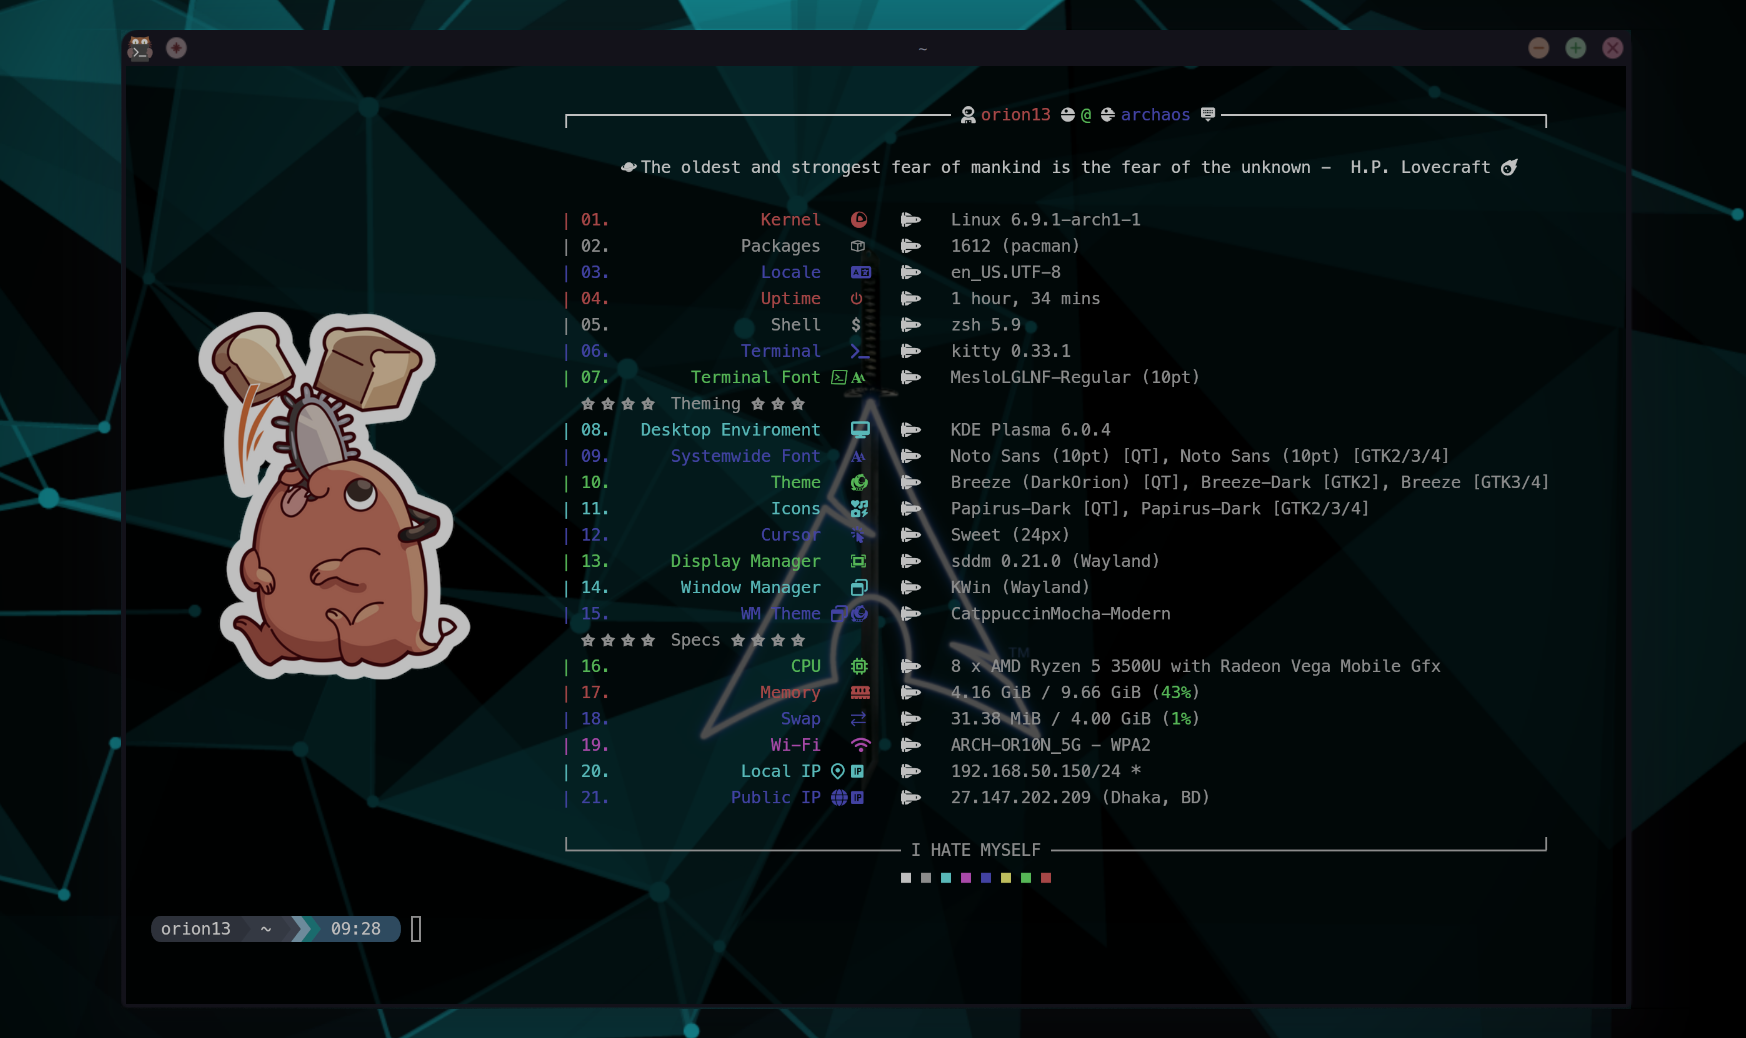 ~
orion13 @ archaos
The oldest and strongest fear of mankind is the fear of the unknown - H.P. Lovecraft
| 01. Kernel Linux 6.9.1-arch1-1
| 02. Packages 1612 (pacman)
| 03. Locale en_US.UTF-8
| 04. Uptime 1 hour, 34 mins
| 05. Shell $ zsh 5.9
| 06. Terminal kitty 0.33.1
| 07. Terminal Font MesloLGLNF-Regular (10pt)
Theming
| 08. Desktop Enviroment KDE Plasma 6.0.4
| 09. Systemwide Font Noto Sans (10pt) [QT], Noto Sans (10pt) [GTK2/3/4]
| 10. Theme Breeze (DarkOrion) [QT], Breeze-Dark [GTK2], Breeze [GTK3/4]
| 11. Icons Papirus-Dark [QT], Papirus-Dark [GTK2/3/4]
| 12. Cursor Sweet (24px)
| 13. Display Manager sddm 0.21.0 (Wayland)
| 14. Window Manager KWin (Wayland)
| 15. WM Theme CatppuccinMocha-Modern
Specs
TM
| 16. CPU 8 x AMD Ryzen 5 3500U with Radeon Vega Mobile Gfx
| 17. Memory 4.16 GiB / 9.66 GiB (43%)
| 18. Swap 31.38 MiB / 4.00 GiB (1%)
| 19. Wi-Fi ARCH-OR10N_5G - WPA2
| 20. Local IP IP 192.168.50.150/24 *
| 21. Public IP IP 27.147.202.209 (Dhaka, BD)
I HATE MYSELF
orion13 ~ 09:28